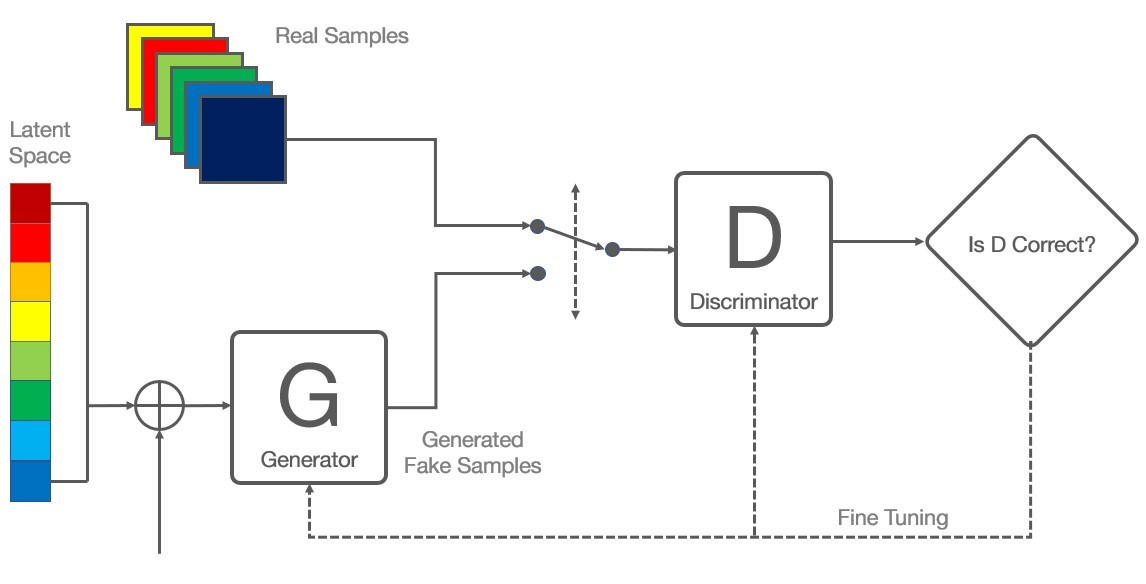 Real Samples
Latent
Space
D
Discriminator
Is D Correct?
G
Generator
Generated
Fake Samples
Fine Tuning